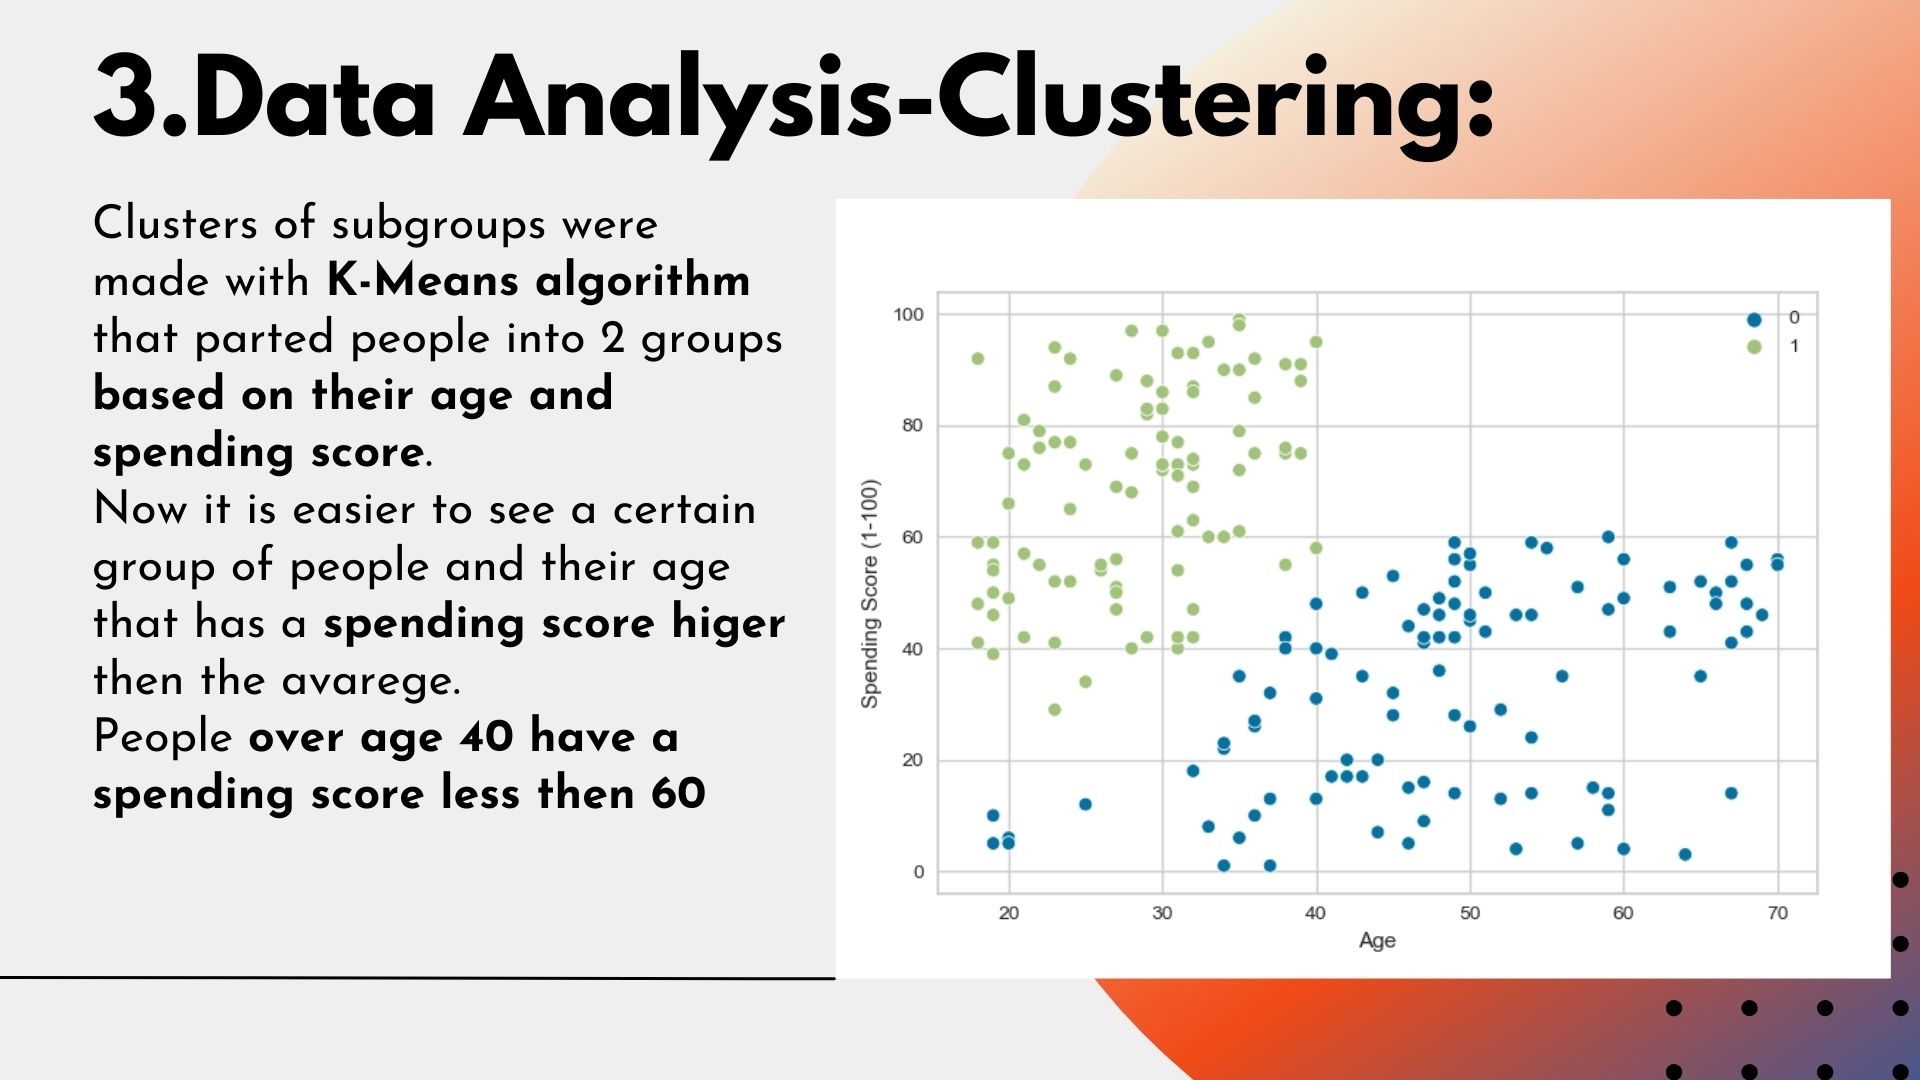 3.Data Analysis-Clustering:
Clusters of subgroups were
made with K-Means algorithm
that parted people into 2 groups
based on their age and
spending score.
Now it is easier to see a certain
group of people and their age
that has a spending score higer
then the avarege.
People over age 40 have a
spending score less then 60
0
1
100
80
60
40
20
0
Spending Score (1-100)
20 30 40 50 60 70
Age